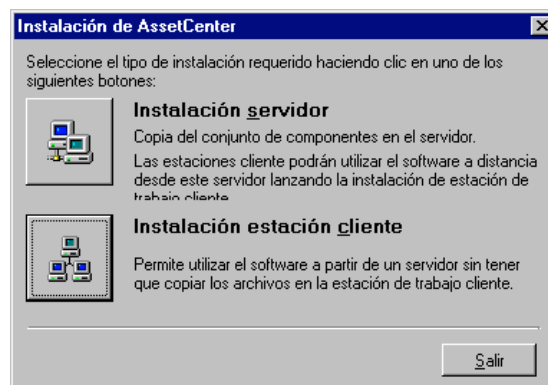 Instalación de AssetCenter
Seleccione el tipo de instalación requerido haciendo clic en uno de los
siguientes botones:
Instalación servidor
Copia del conjunto de componentes en el servidor.
Las estaciones cliente podrán utilizar el software a distancia
desde este servidor lanzando la instalación de estación de
trabajo cliente.
Instalación estación cliente
Permite utilizar el software a partir de un servidor sin tener
que copiar los archivos en la estación de trabajo cliente.
Salir